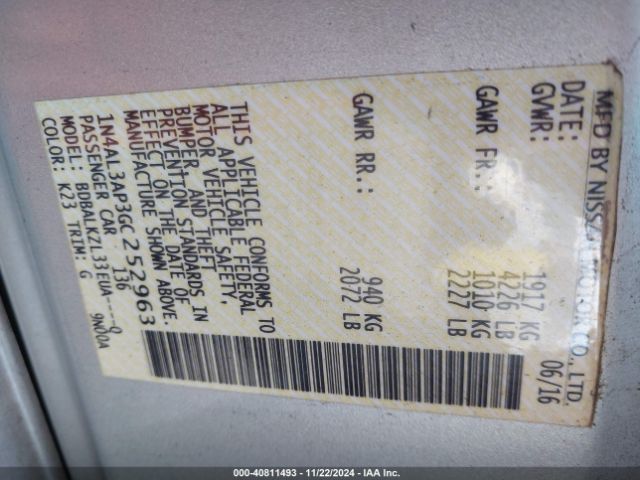 MFD BY NISSAN MOTOR CO., LTD.
DATE: 06/16
GVWR: 1917 KG
4226 LB
GAWR FR.: 1010 KG
2227 LB
GAWR RR.: 940 KG
2072 LB
THIS VEHICLE CONFORMS TO
ALL APPLICABLE FEDERAL
MOTOR VEHICLE SAFETY,
BUMPER, AND THEFT
PREVENTION STANDARDS IN
EFFECT ON THE DATE OF
MANUFACTURE SHOWN ABOVE.
1N4AL3AP3GC252963
PASSENGER CAR 136
MODEL: BDBALKZL33EUA----Q
COLOR: K23 TRIM: G 9N00A
000-40811493 - 11/22/2024 - IAA Inc.